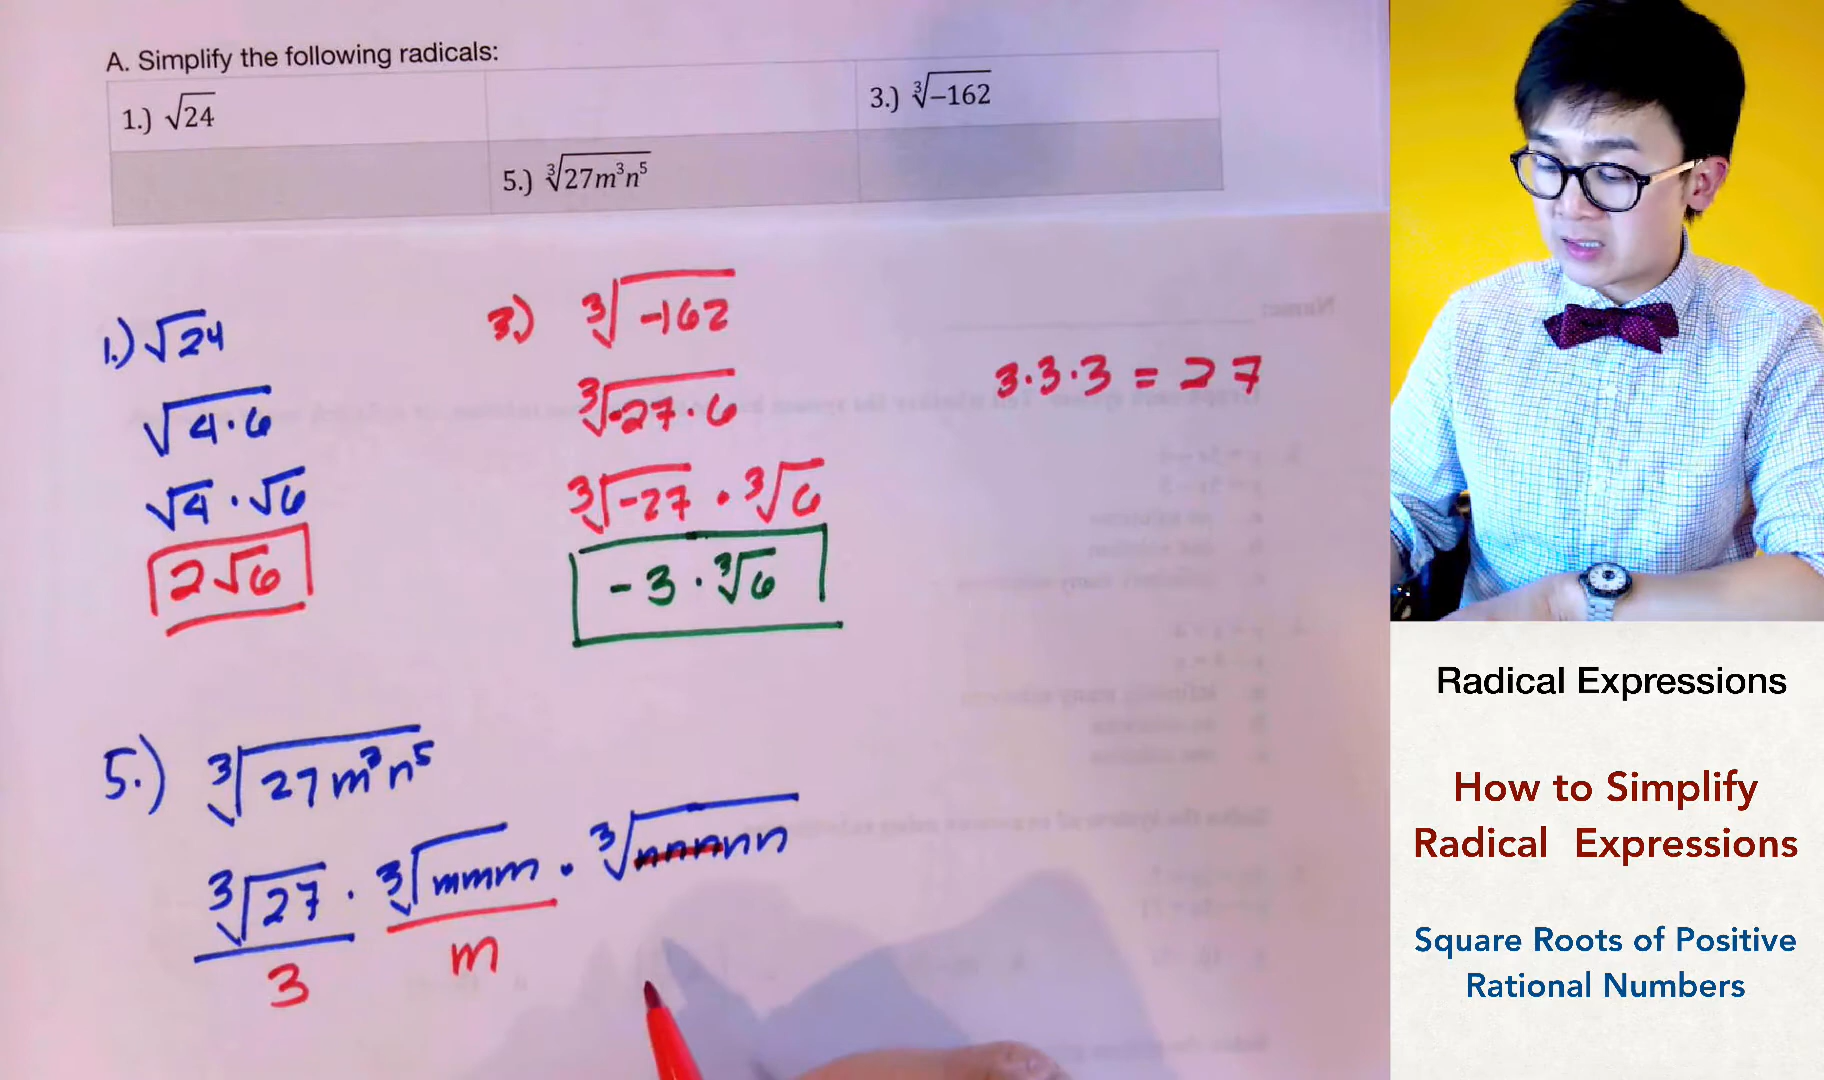 A. Simplify the following radicals:
1.) √24
3.) ∛−162
5.) ∛27m³n⁵
1.) √24
√4·6
√4 · √6
2√6
3) ∛-162
∛-27·6
∛-27 · ∛6
-3 · ∛6
3·3·3 = 27
5.) ∛27m³n⁵
∛27 · ∛mmm · ∛nnnnn
3 m
Radical Expressions
How to Simplify
Radical Expressions
Square Roots of Positive
Rational Numbers